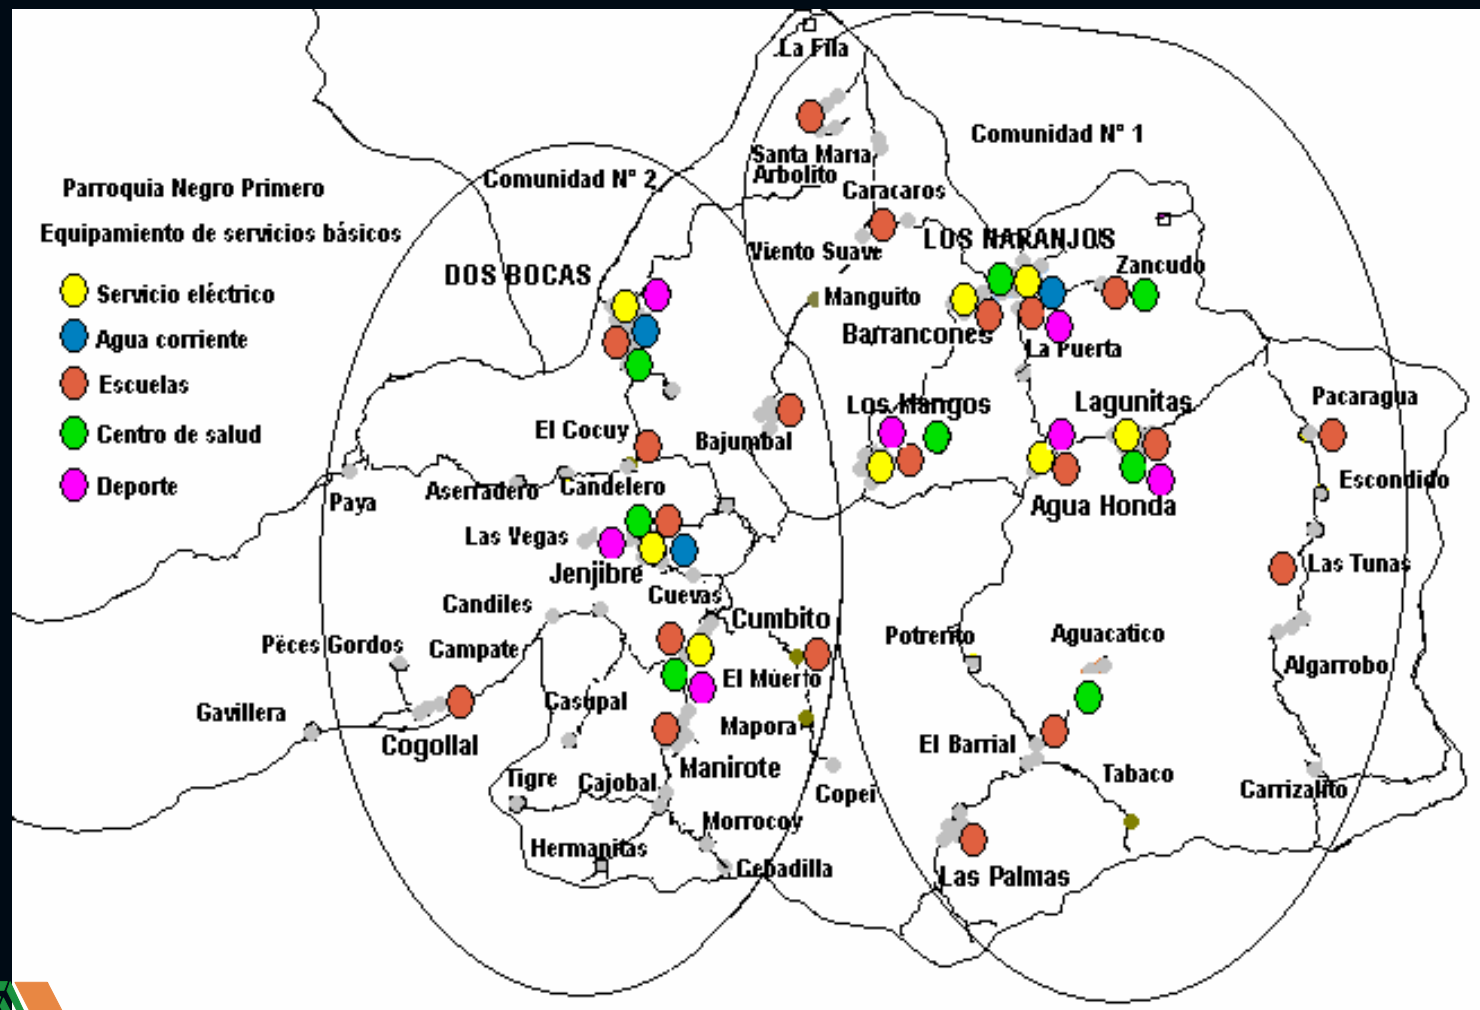 La Fila
Comunidad N° 1
Santa Maria
Arbolito
Parroquia Negro Primero
Comunidad N° 2
Caracaros
Equipamiento de servicios básicos
Viento Suave
LOS NARANJOS
DOS BOCAS
Zancudo
Servicio eléctrico
Manguito
Agua corriente
Barrancones
La Puerta
Escuelas
Pacaragua
Los Mangos
Lagunitas
Centro de salud
El Cocuy
Bajumbal
Deporte
Paya
Aserradero
Candelero
Escondido
Agua Honda
Las Vegas
Jenjibre
Las Tunas
Cuevas
Candiles
Cumbito
Pëces Gordos
Campate
Potrerito
Aguacatico
El Muerto
Algarrobo
Gavillera
Casupal
Mapora
Cogollal
El Barrial
Manirote
Tigre
Cajobal
Copei
Tabaco
Carrizalito
Morrocoy
Hermanitas
Cebadilla
Las Palmas